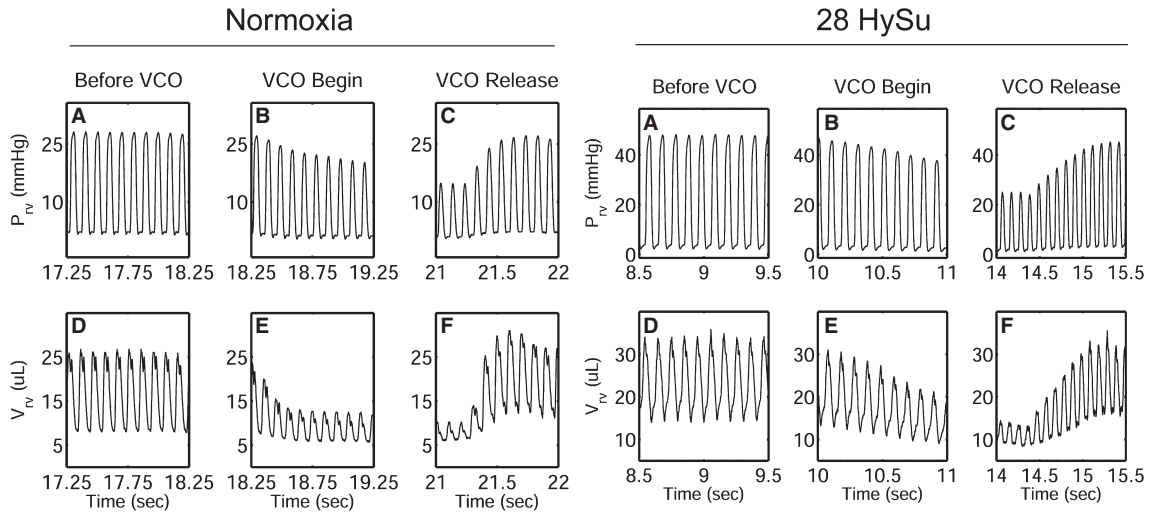 Normoxia
28 HySu
Before VCO
VCO Begin
VCO Release
Before VCO
VCO Begin
VCO Release
A
B
C
A
B
C
Prv (mmHg)
25
10
25
10
25
10
Prv (mmHg)
40
20
0
40
20
0
40
20
0
17.25 17.75 18.25
18.25 18.75 19.25
21 21.5 22
8.5 9 9.5
10 10.5 11
14 14.5 15 15.5
D
E
F
D
E
F
Vrv (uL)
25
15
5
25
15
5
25
15
5
Vrv (uL)
30
20
10
30
20
10
30
20
10
17.25 17.75 18.25
18.25 18.75 19.25
21 21.5 22
8.5 9 9.5
10 10.5 11
14 14.5 15 15.5
Time (sec)
Time (sec)
Time (sec)
Time (sec)
Time (sec)
Time (sec)